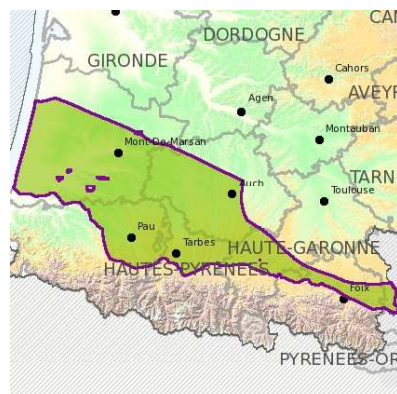 CA
DORDOGNE
GIRONDE
Cahors
AVEY
Agen
Montauban
Mont-De-Marsan
TARN
Auch
Toulouse
Pau
HAUTE-GARONNE
Tarbes
HAUTES-PYRENEES
Foix
PYRENEES-OR